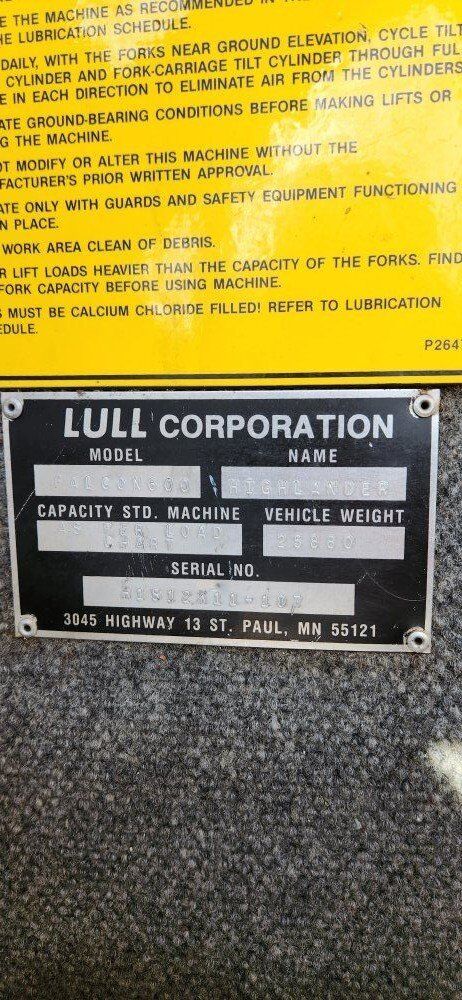 E THE MACHINE AS RECOMMENDED IN
HE LUBRICATION SCHEDULE.
DAILY, WITH THE FORKS NEAR GROUND ELEVATION, CYCLE TILT
CYLINDER AND FORK-CARRIAGE TILT CYLINDER THROUGH FUL
E IN EACH DIRECTION TO ELIMINATE AIR FROM THE CYLINDERS
ATE GROUND-BEARING CONDITIONS BEFORE MAKING LIFTS OR
G THE MACHINE.
OT MODIFY OR ALTER THIS MACHINE WITHOUT THE
FACTURER'S PRIOR WRITTEN APPROVAL.
ATE ONLY WITH GUARDS AND SAFETY EQUIPMENT FUNCTIONING
N PLACE.
WORK AREA CLEAN OF DEBRIS.
R LIFT LOADS HEAVIER THAN THE CAPACITY OF THE FORKS. FIND
FORK CAPACITY BEFORE USING MACHINE.
S MUST BE CALCIUM CHLORIDE FILLED! REFER TO LUBRICATION
EDULE.
P264
LULL CORPORATION
MODEL NAME
FALCON600 HIGHLANDER
CAPACITY STD. MACHINE VEHICLE WEIGHT
AS PER LOAD
CHART
SERIAL NO.
3045 HIGHWAY 13 ST. PAUL, MN 55121